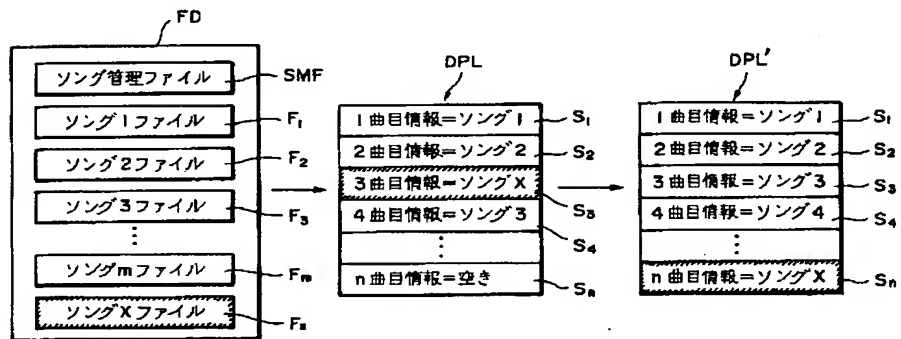 FD
ソング管理ファイル SMF
ソング1ファイル F1
ソング2ファイル F2
ソング3ファイル F3
⋮
ソングmファイル Fm
ソングXファイル Fx
DPL
1曲目情報=ソング1 S1
2曲目情報=ソング2 S2
3曲目情報=ソングX S3
4曲目情報=ソング3 S4
⋮
n曲目情報=空き Sn
DPL'
1曲目情報=ソング1 S1
2曲目情報=ソング2 S2
3曲目情報=ソング3 S3
4曲目情報=ソング4 S4
⋮
n曲目情報=ソングX Sn